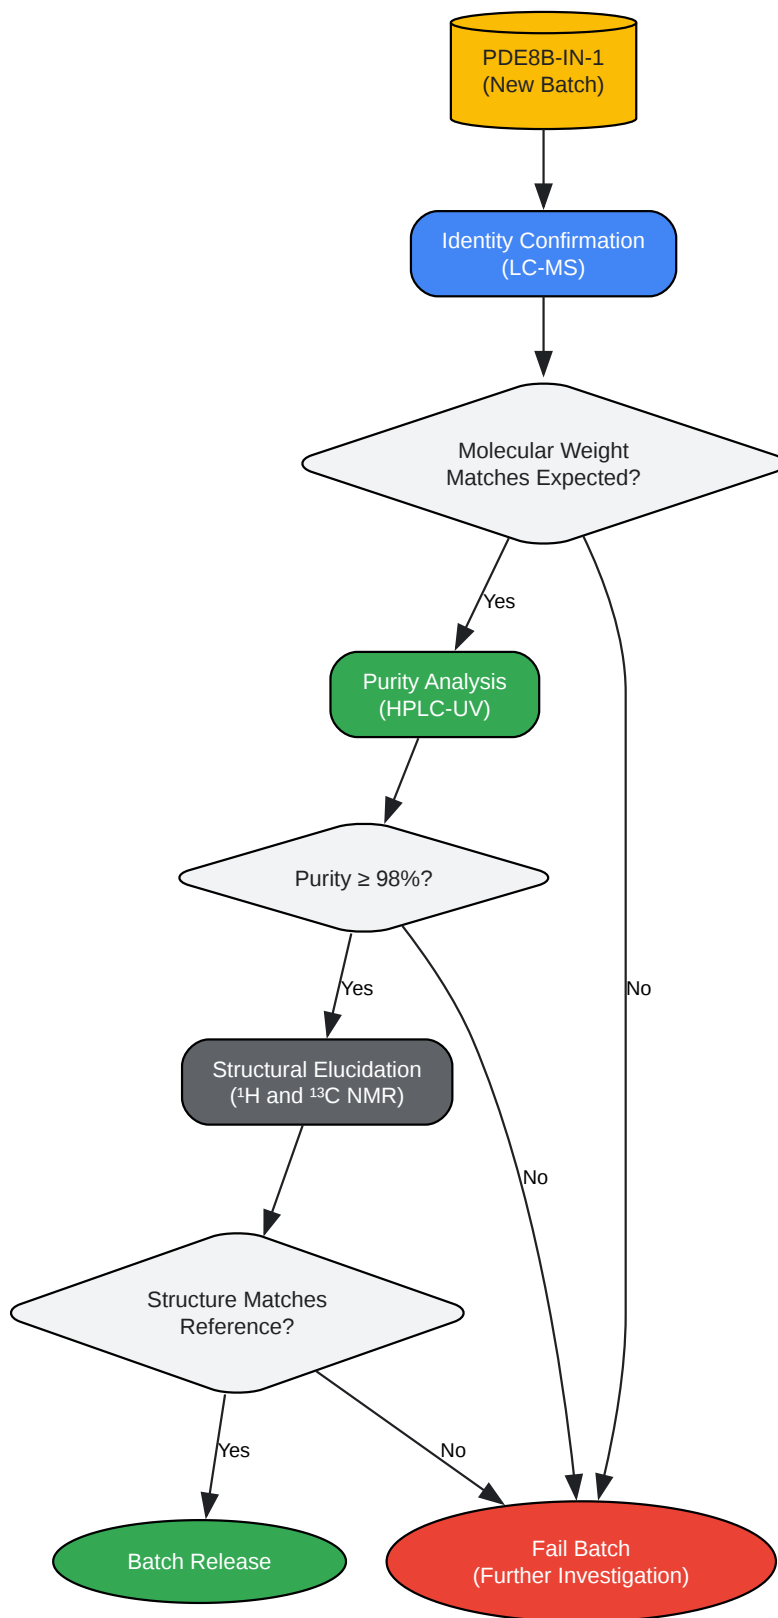 PDE8B-IN-1
(New Batch)
Identity Confirmation
(LC-MS)
Molecular Weight
Matches Expected?
Yes
Purity Analysis
(HPLC-UV)
Purity ≥ 98%?
Yes
No
Structural Elucidation
(¹H and ¹³C NMR)
No
Structure Matches
Reference?
Yes
No
Batch Release
Fail Batch
(Further Investigation)